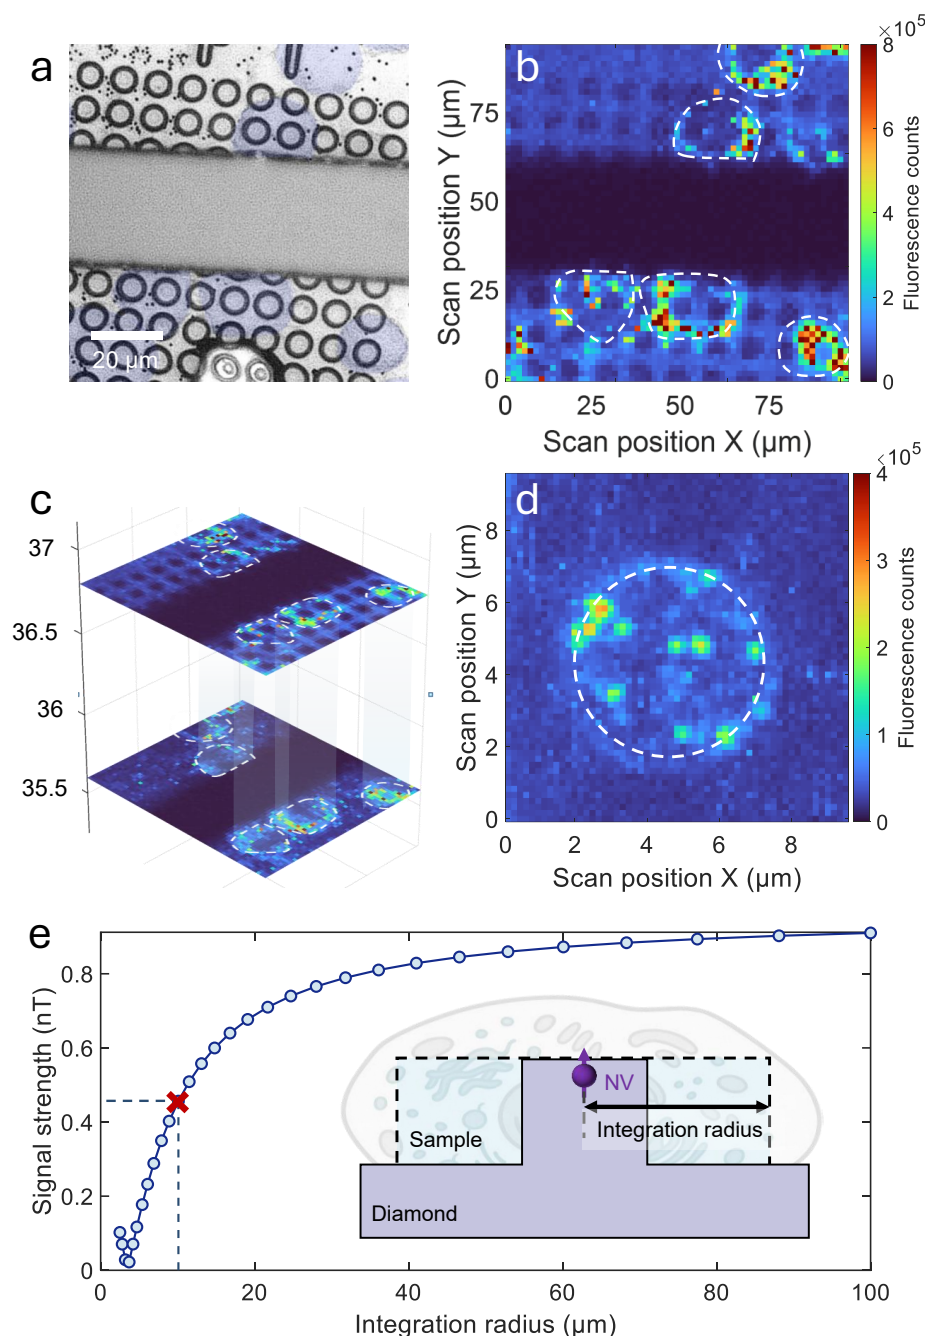 a
20 µm
b
×10⁵
Scan position Y (µm)
75
50
25
0
0 25 50 75
Scan position X (µm)
8
6
4
2
0
Fluorescence counts
c
37
36.5
36
35.5
d
×10⁵
Scan position Y (µm)
8
6
4
2
0
0 2 4 6 8
Scan position X (µm)
4
3
2
1
0
Fluorescence counts
e
Signal strength (nT)
0.8
0.6
0.4
0.2
0
0 20 40 60 80 100
Integration radius (µm)
NV
Integration radius
Sample
Diamond